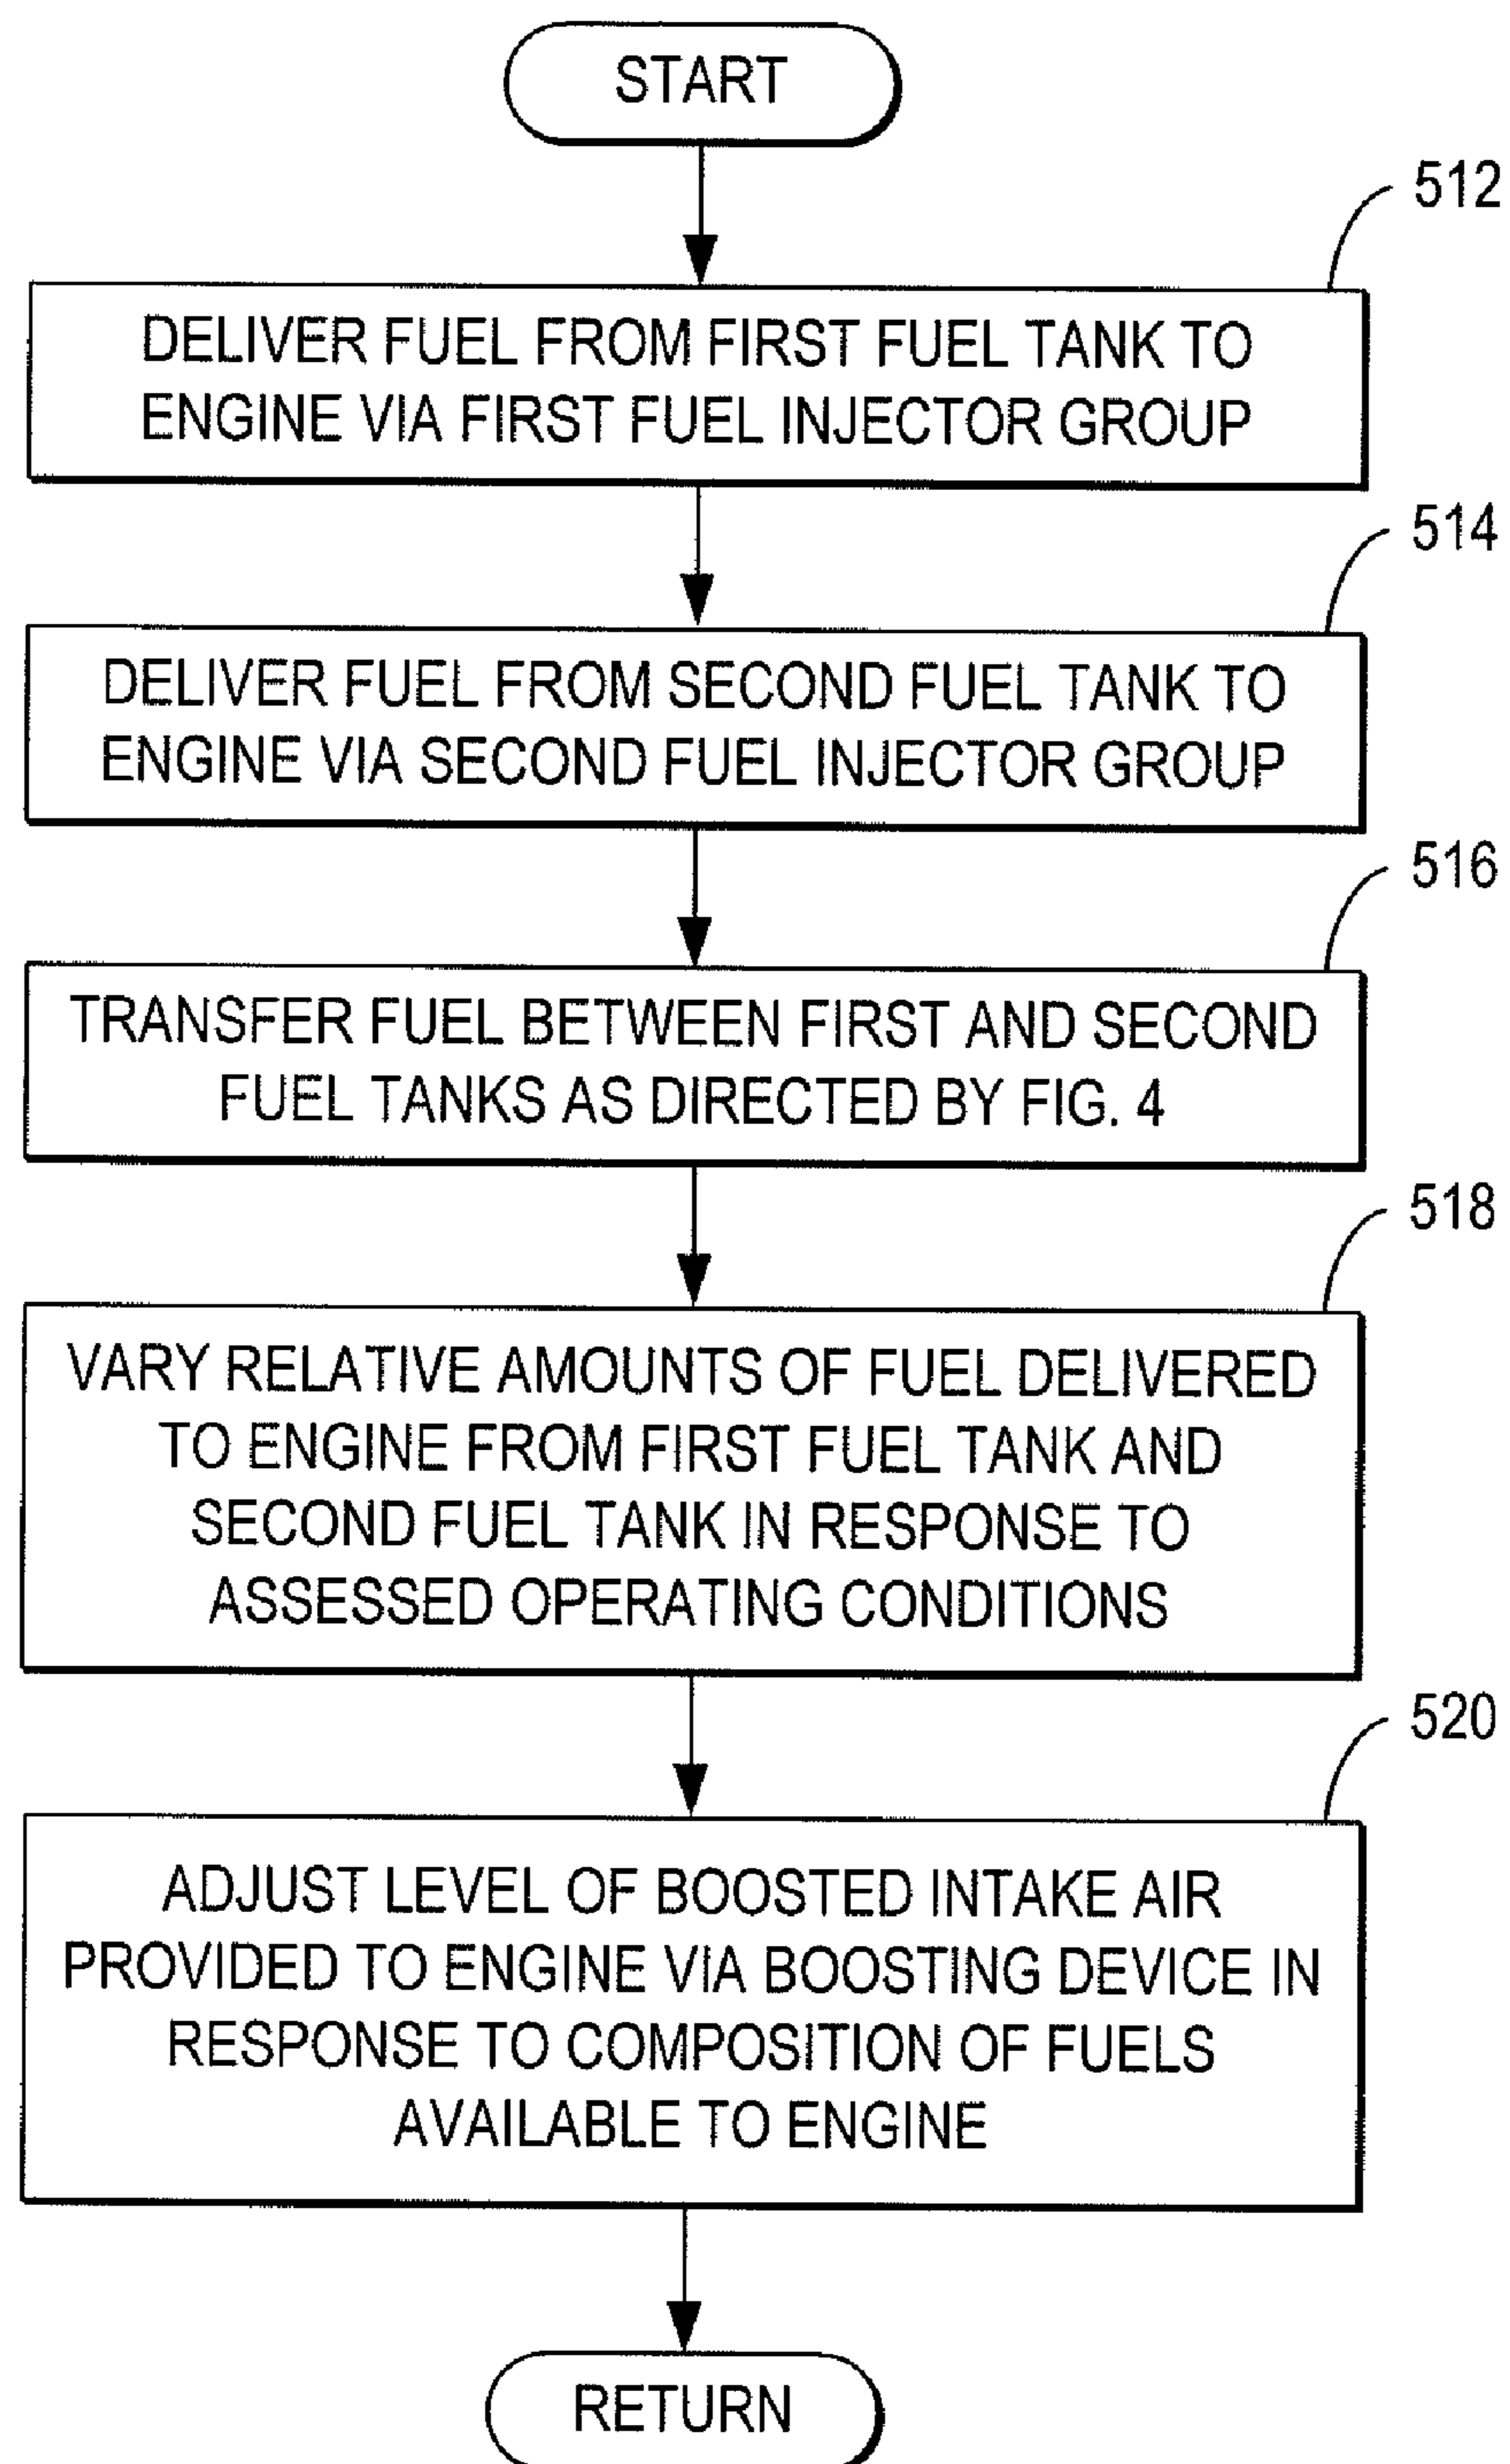 START
512
DELIVER FUEL FROM FIRST FUEL TANK TO
ENGINE VIA FIRST FUEL INJECTOR GROUP
514
DELIVER FUEL FROM SECOND FUEL TANK TO
ENGINE VIA SECOND FUEL INJECTOR GROUP
516
TRANSFER FUEL BETWEEN FIRST AND SECOND
FUEL TANKS AS DIRECTED BY FIG. 4
518
VARY RELATIVE AMOUNTS OF FUEL DELIVERED
TO ENGINE FROM FIRST FUEL TANK AND
SECOND FUEL TANK IN RESPONSE TO
ASSESSED OPERATING CONDITIONS
520
ADJUST LEVEL OF BOOSTED INTAKE AIR
PROVIDED TO ENGINE VIA BOOSTING DEVICE IN
RESPONSE TO COMPOSITION OF FUELS
AVAILABLE TO ENGINE
RETURN